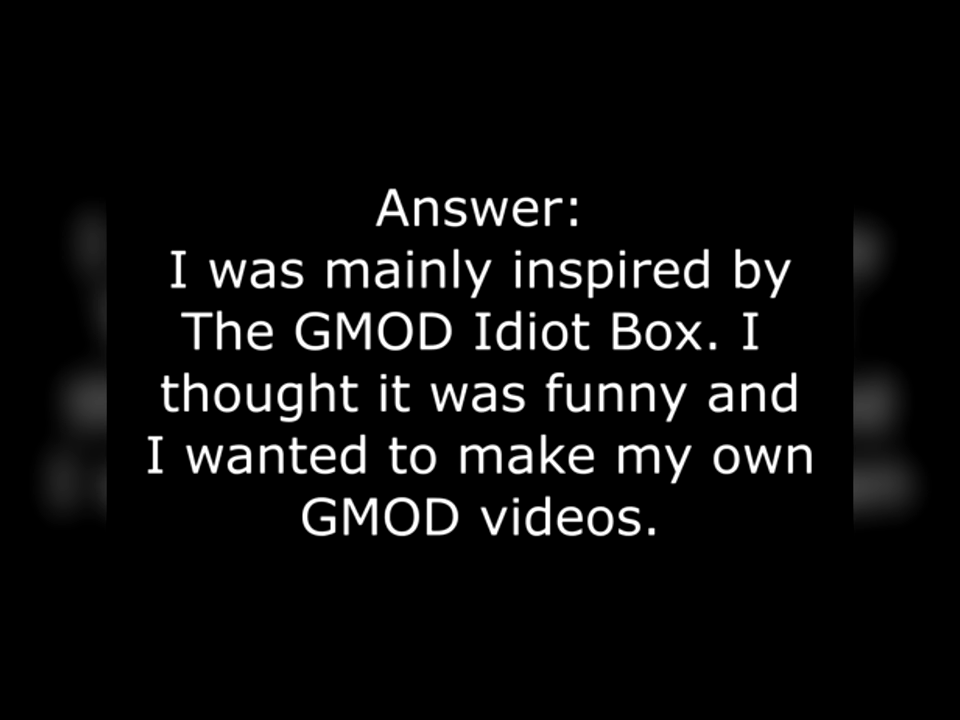 Answer:
I was mainly inspired by
The GMOD Idiot Box. I
thought it was funny and
I wanted to make my own
GMOD videos.